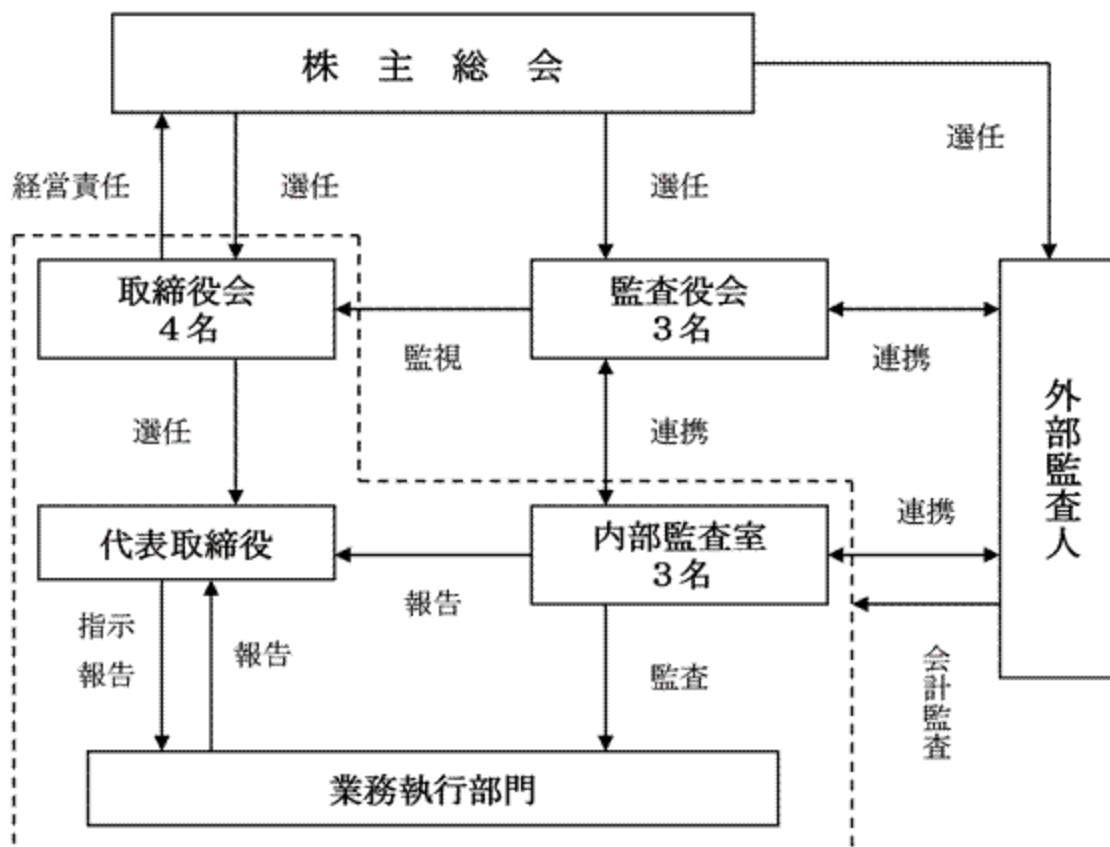 株主総会
選任
経営責任
選任
選任
取締役会
4名
監査役会
3名
監視
連携
外部監査人
選任
連携
連携
代表取締役
内部監査室
3名
報告
指示
報告
報告
監査
会計監査
業務執行部門